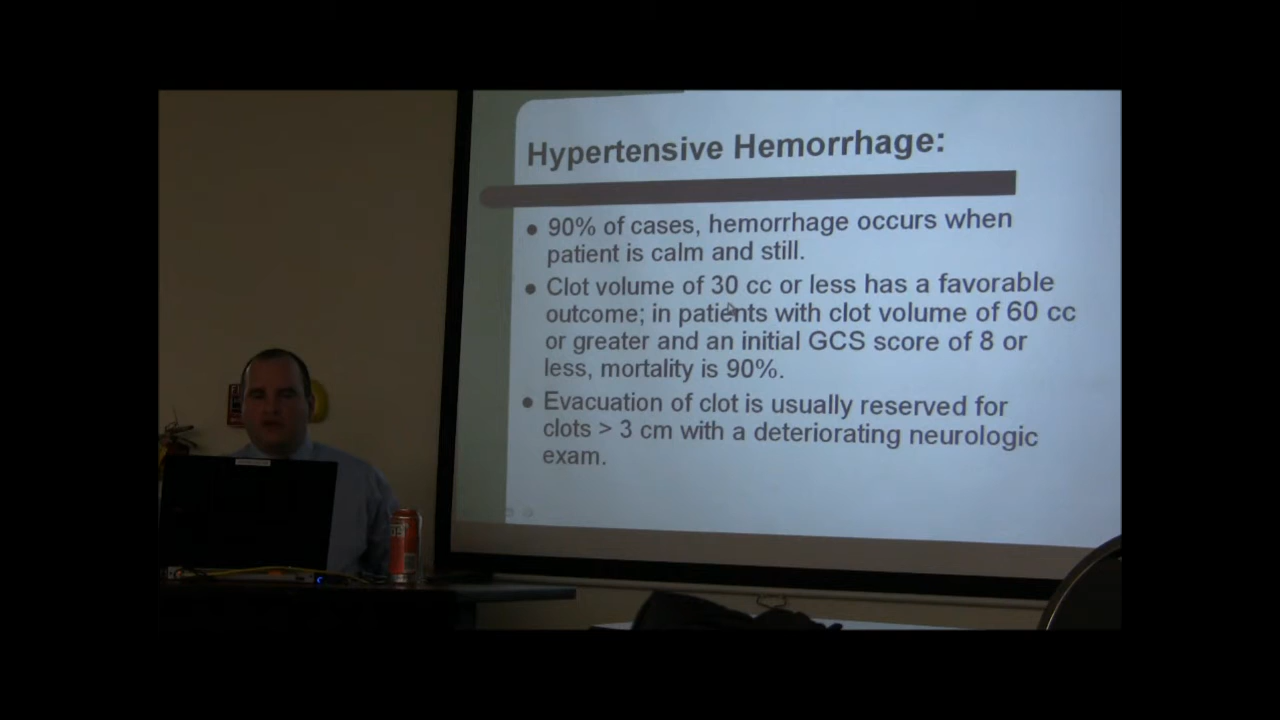 Hypertensive Hemorrhage:
● 90% of cases, hemorrhage occurs when
patient is calm and still.
● Clot volume of 30 cc or less has a favorable
outcome; in patients with clot volume of 60 cc
or greater and an initial GCS score of 8 or
less, mortality is 90%.
● Evacuation of clot is usually reserved for
clots > 3 cm with a deteriorating neurologic
exam.